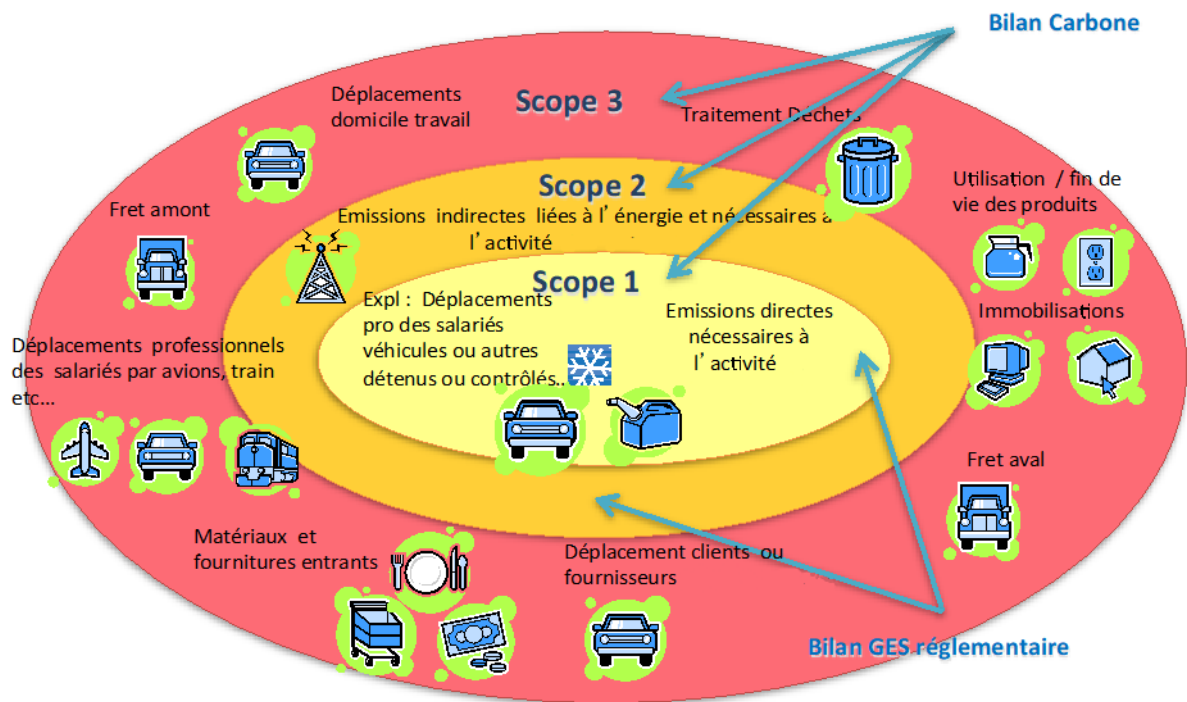 Bilan Carbone
Déplacements
domicile travail
Scope 3
Traitement Déchets
Scope 2
Utilisation / fin de
vie des produits
Fret amont
Emissions indirectes liées à l’énergie et nécessaires à
l’activité
Scope 1
Expl : Déplacements
pro des salariés
véhicules ou autres
détenus ou contrôlés..
Emissions directes
nécessaires à
l’activité
Immobilisations
Déplacements professionnels
des salariés par avions, train
etc...
Fret aval
Matériaux et
fournitures entrants
Déplacement clients ou
fournisseurs
Bilan GES réglementaire